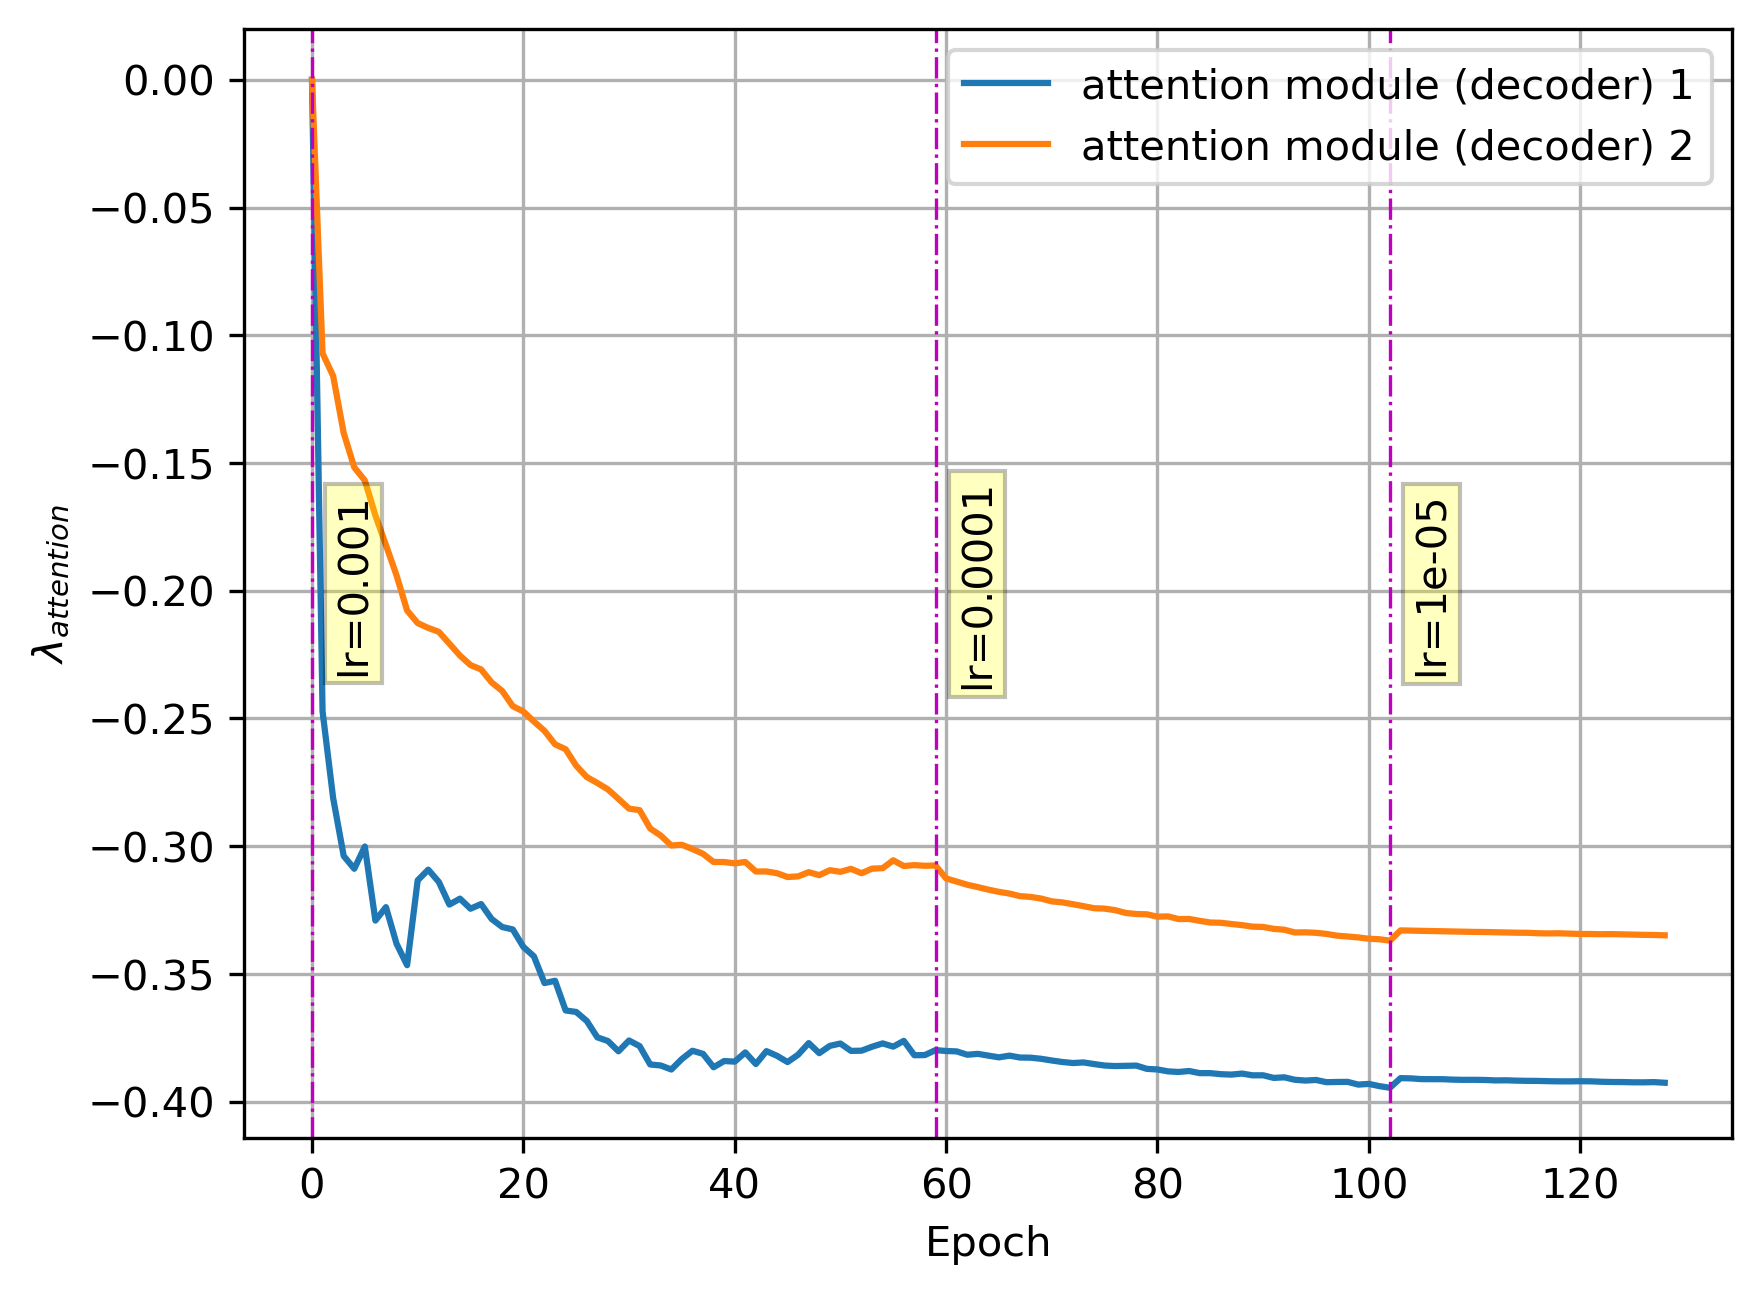 0.00
−0.05
−0.10
−0.15
−0.20
−0.25
−0.30
−0.35
−0.40
λattention
attention module (decoder) 1
attention module (decoder) 2
lr=0.001
lr=0.0001
lr=1e-05
0 20 40 60 80 100 120
Epoch